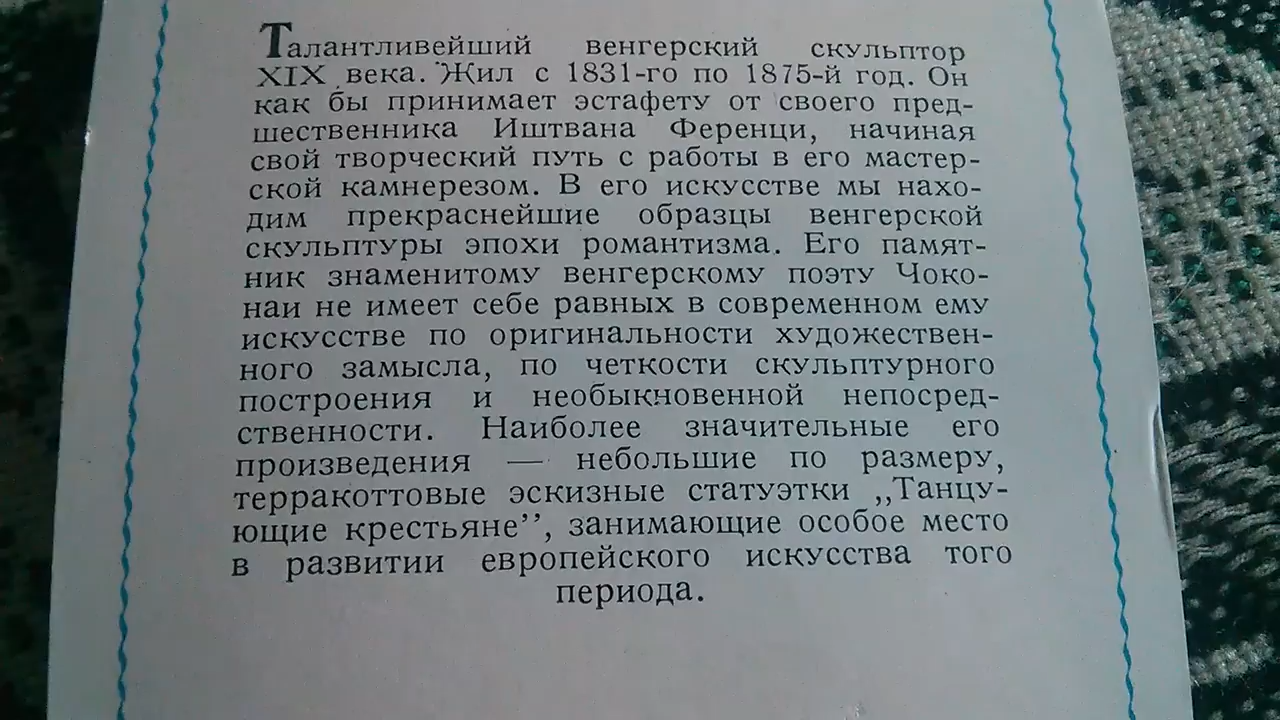 Талантливейший венгерский скульптор
XIX века. Жил с 1831-го по 1875-й год. Он
как бы принимает эстафету от своего пред-
шественника Иштвана Ференци, начиная
свой творческий путь с работы в его мастер-
ской камнерезом. В его искусстве мы нахо-
дим прекраснейшие образцы венгерской
скульптуры эпохи романтизма. Его памят-
ник знаменитому венгерскому поэту Чоко-
наи не имеет себе равных в современном ему
искусстве по оригинальности художествен-
ного замысла, по четкости скульптурного
построения и необыкновенной непосред-
ственности. Наиболее значительные его
произведения — небольшие по размеру,
терракоттовые эскизные статуэтки ,,Танцу-
ющие крестьяне’’, занимающие особое место
в развитии европейского искусства того
периода.